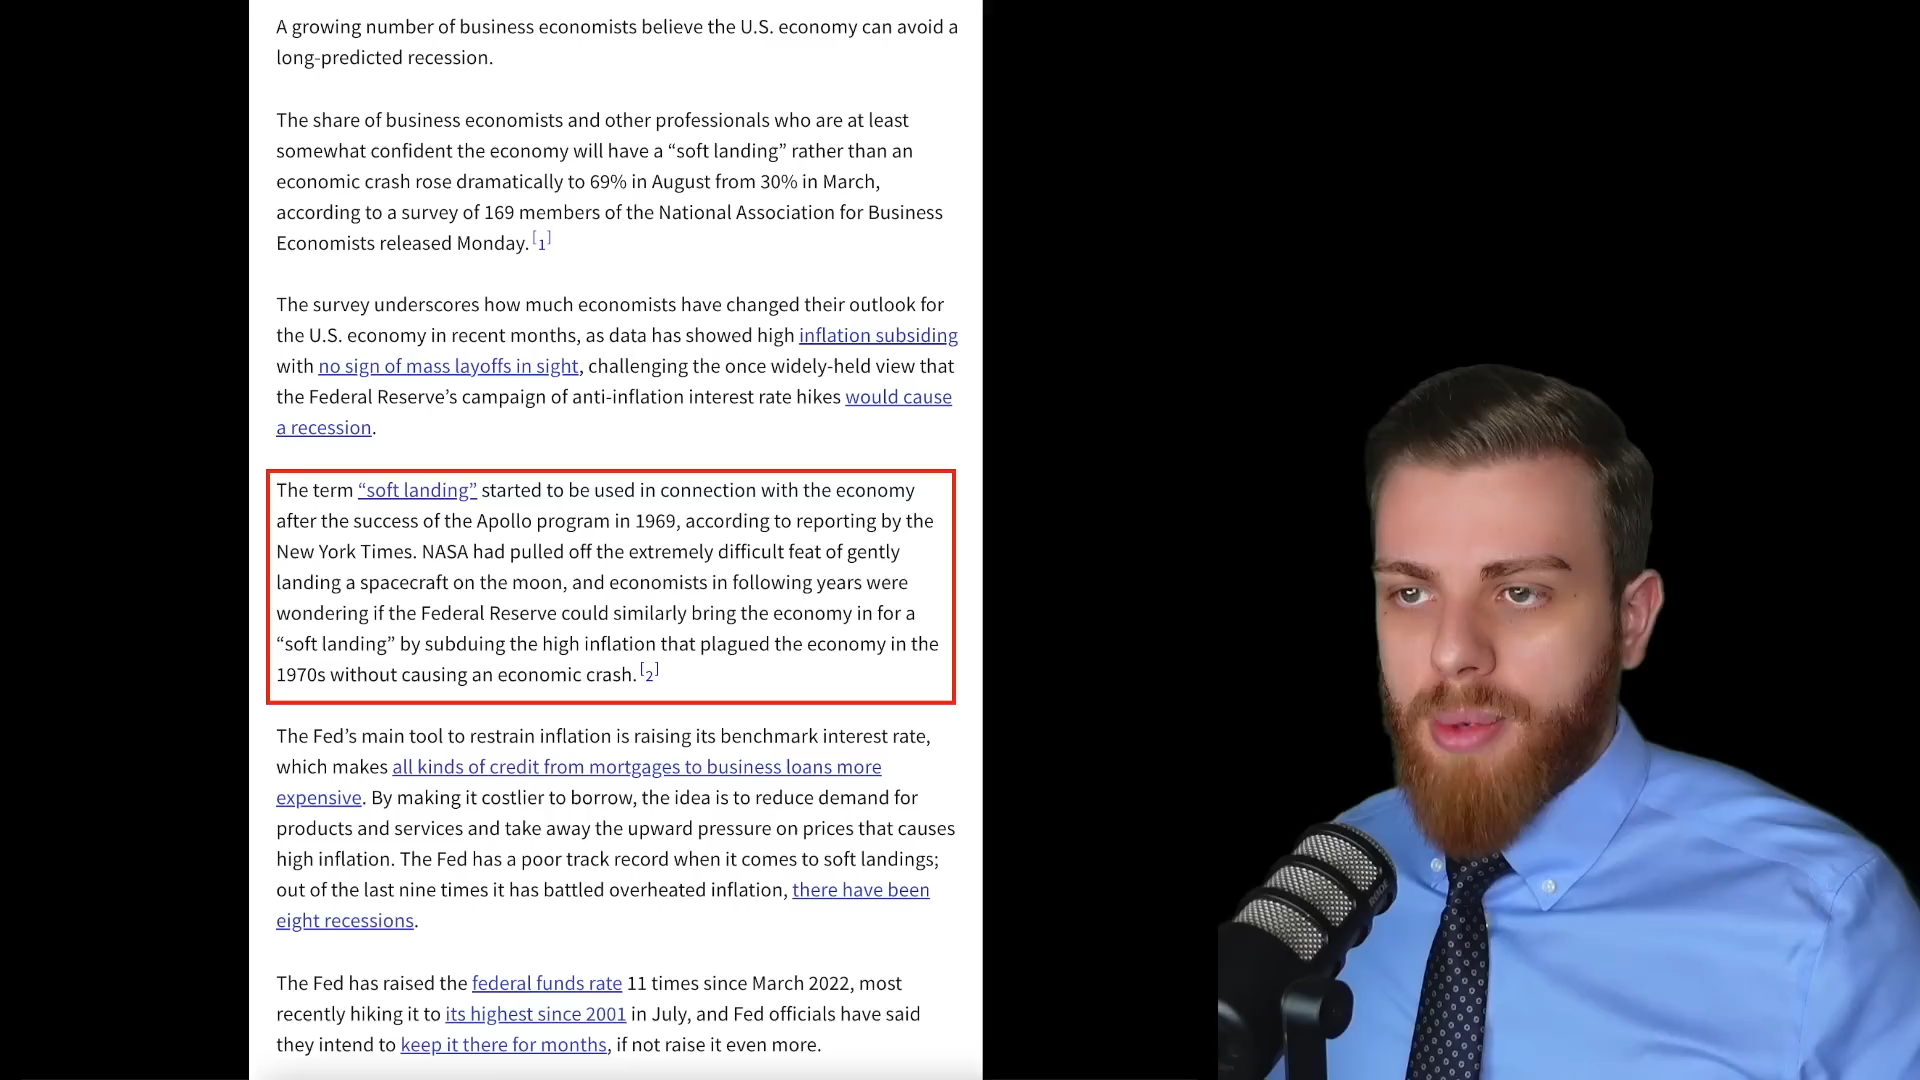 A growing number of business economists believe the U.S. economy can avoid a
long-predicted recession.
The share of business economists and other professionals who are at least
somewhat confident the economy will have a “soft landing” rather than an
economic crash rose dramatically to 69% in August from 30% in March,
according to a survey of 169 members of the National Association for Business
Economists released Monday. [1]
The survey underscores how much economists have changed their outlook for
the U.S. economy in recent months, as data has showed high inflation subsiding
with no sign of mass layoffs in sight, challenging the once widely-held view that
the Federal Reserve’s campaign of anti-inflation interest rate hikes would cause
a recession.
The term “soft landing” started to be used in connection with the economy
after the success of the Apollo program in 1969, according to reporting by the
New York Times. NASA had pulled off the extremely difficult feat of gently
landing a spacecraft on the moon, and economists in following years were
wondering if the Federal Reserve could similarly bring the economy in for a
“soft landing” by subduing the high inflation that plagued the economy in the
1970s without causing an economic crash. [2]
The Fed’s main tool to restrain inflation is raising its benchmark interest rate,
which makes all kinds of credit from mortgages to business loans more
expensive. By making it costlier to borrow, the idea is to reduce demand for
products and services and take away the upward pressure on prices that causes
high inflation. The Fed has a poor track record when it comes to soft landings;
out of the last nine times it has battled overheated inflation, there have been
eight recessions.
The Fed has raised the federal funds rate 11 times since March 2022, most
recently hiking it to its highest since 2001 in July, and Fed officials have said
they intend to keep it there for months, if not raise it even more.
RODE